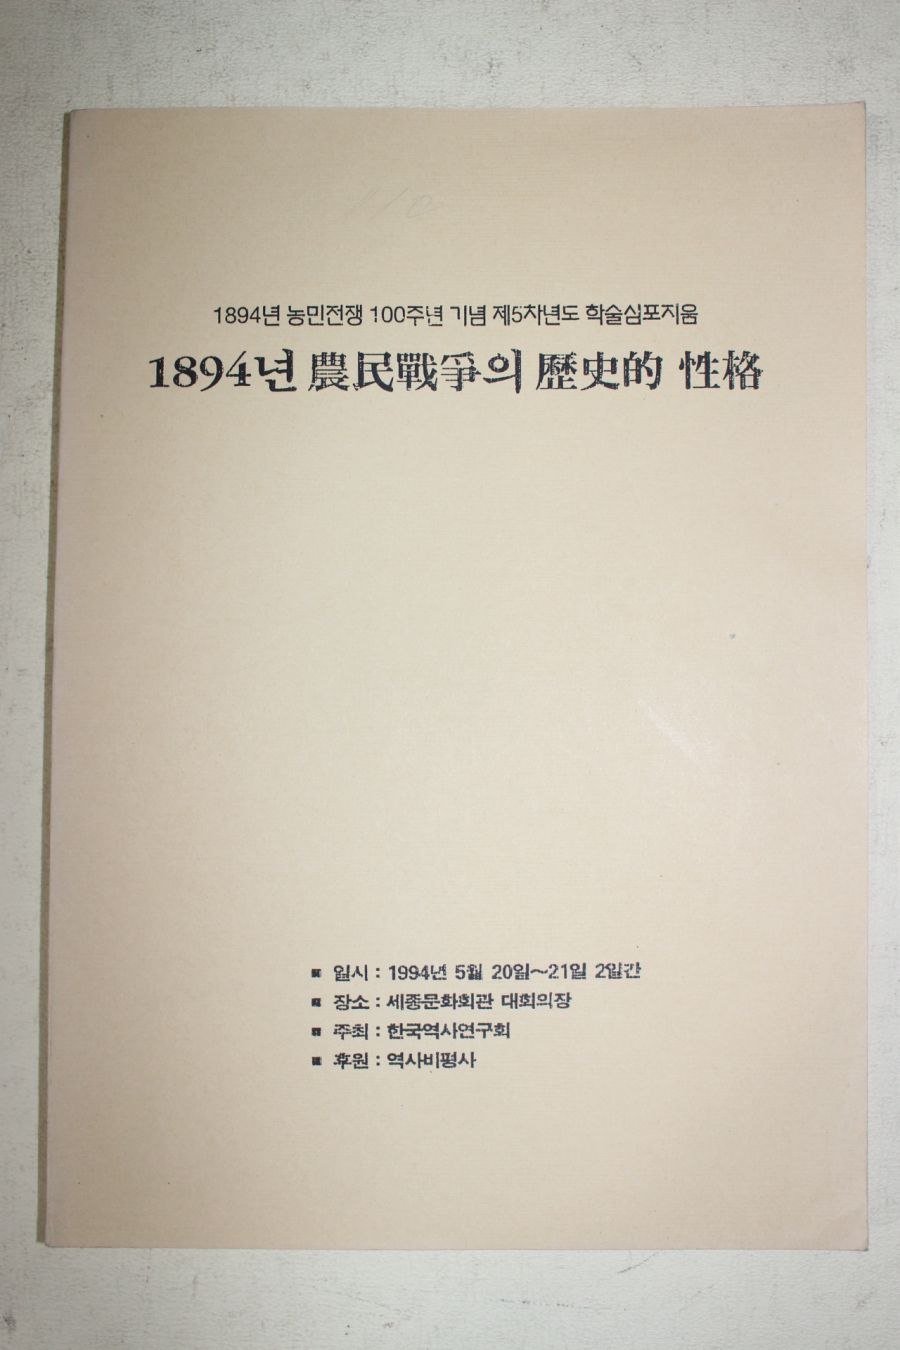 1894년 농민전쟁 100주년 기념 제5차년도 학술심포지움
1894년 農民戰爭의 歷史的 性格
■ 일시 : 1994년 5월 20일~21일 2일간
■ 장소 : 세종문화회관 대회의장
■ 주최 : 한국역사연구회
■ 후원 : 역사비평사